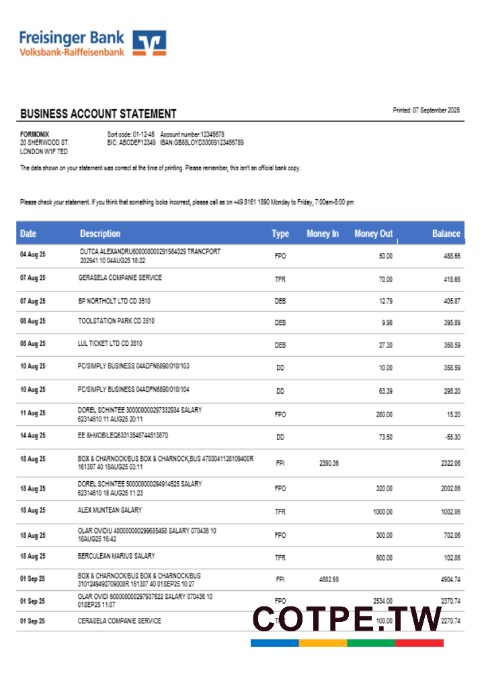 Freisinger Bank
Volksbank-Raiffeisenbank
BUSINESS ACCOUNT STATEMENT
Printed: 07 September 2025
FORMONIX
20 SHERWOOD ST.
LONDON W1F 7ED
Sort code: 01-12-48 Account number:12345678
BIC: ABCDEF12349 IBAN:GB88LOYD30009123456789
The data shown on your statement was correct at the time of printing. Please remember, this isn't an official bank copy.
Please check your statement. If you think that something looks incorrect, please call as on +49 8161 1890 Monday to Friday, 7:00am-8:00 pm
Date Description Type Money In Money Out Balance
04 Aug 25 DUTCA ALEXANDRU600000000291984329 TRANCPORT FPO 50.00 488.66
202941 10 04AUG25 18:22
07 Aug 25 GERASELA COMPANIE SERVICE TFR 70.00 418.66
07 Aug 25 BP NORTHOLT LTD CD 3510 DEB 12.79 405.87
08 Aug 25 TOOLSTATION PARK CD 3510 DEB 9.98 395.89
08 Aug 25 LUL TICKET LTD CD 3510 DEB 27.30 368.59
10 Aug 25 PC/SIMPLY BUSINESS 04ADFN6890/010/103 DD 10.00 358.59
10 Aug 25 PC/SIMPLY BUSINESS 04ADFN6890/010/104 DD 63.39 295.20
11 Aug 25 DOREL SCHINTEE 300000000297332934 SALARY FPO 280.00 15.20
62314610 11 AUG25 20:11
14 Aug 25 EE &t-MOBILEQ63313546744513870 DD 73.50 -58.30
18 Aug 25 BOX & CHARNOCK/BUS BOX & CHARNOCK,BUS 4703041128109400R FPI 2380.36 2322.06
161307 40 18AUG25 03:11
18 Aug 25 DOREL SCHINTEE 500000000294914525 SALARY FPO 320.00 2002.06
62314610 18 AUG25 11:23
18 Aug 25 ALEX MUNTEAN SALARY TFR 1000.00 1002.06
18 Aug 25 OLAR OVIDIU 400000000299685458 SALARY 070436 10 FPO 300.00 702.06
18AUG25 16:42
18 Aug 25 BERCULEAN MARIUS SALARY TFR 600.00 102.06
01 Sep 25 BOX & CHARNOCK/BUS BOX & CHARNOCK/BUS FPI 4802.68 4904.74
3101249492709000R 161307 40 01SEP25 10:27
01 Sep 25 OLAR OVIDI 600000000297937622 SALARY 070436 10 FPO 2534.00 2370.74
01SEP25 11:07
01 Sep 25 CERASELA COMPANIE SERVICE 100.00 2270.74
COTPE.TW